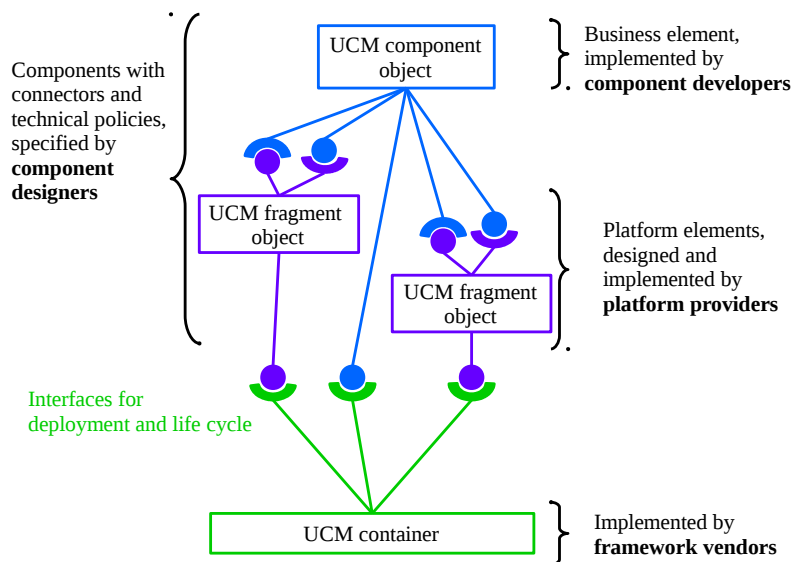 UCM component
object
Business element,
implemented by
component developers
Components with
connectors and
technical policies,
specified by
component
designers
UCM fragment
object
Platform elements,
designed and
implemented by
platform providers
UCM fragment
object
Interfaces for
deployment and life cycle
UCM container
Implemented by
framework vendors